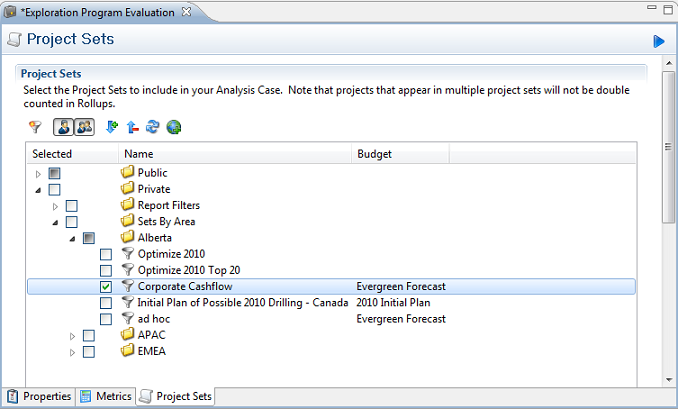 *Exploration Program Evaluation
Project Sets
Project Sets
Select the Project Sets to include in your Analysis Case. Note that projects that appear in multiple project sets will not be double
counted in Rollups.
Selected Name Budget
Public
Private
Report Filters
Sets By Area
Alberta
Optimize 2010
Optimize 2010 Top 20
Corporate Cashflow Evergreen Forecast
Initial Plan of Possible 2010 Drilling - Canada 2010 Initial Plan
ad hoc Evergreen Forecast
APAC
EMEA
Properties Metrics Project Sets